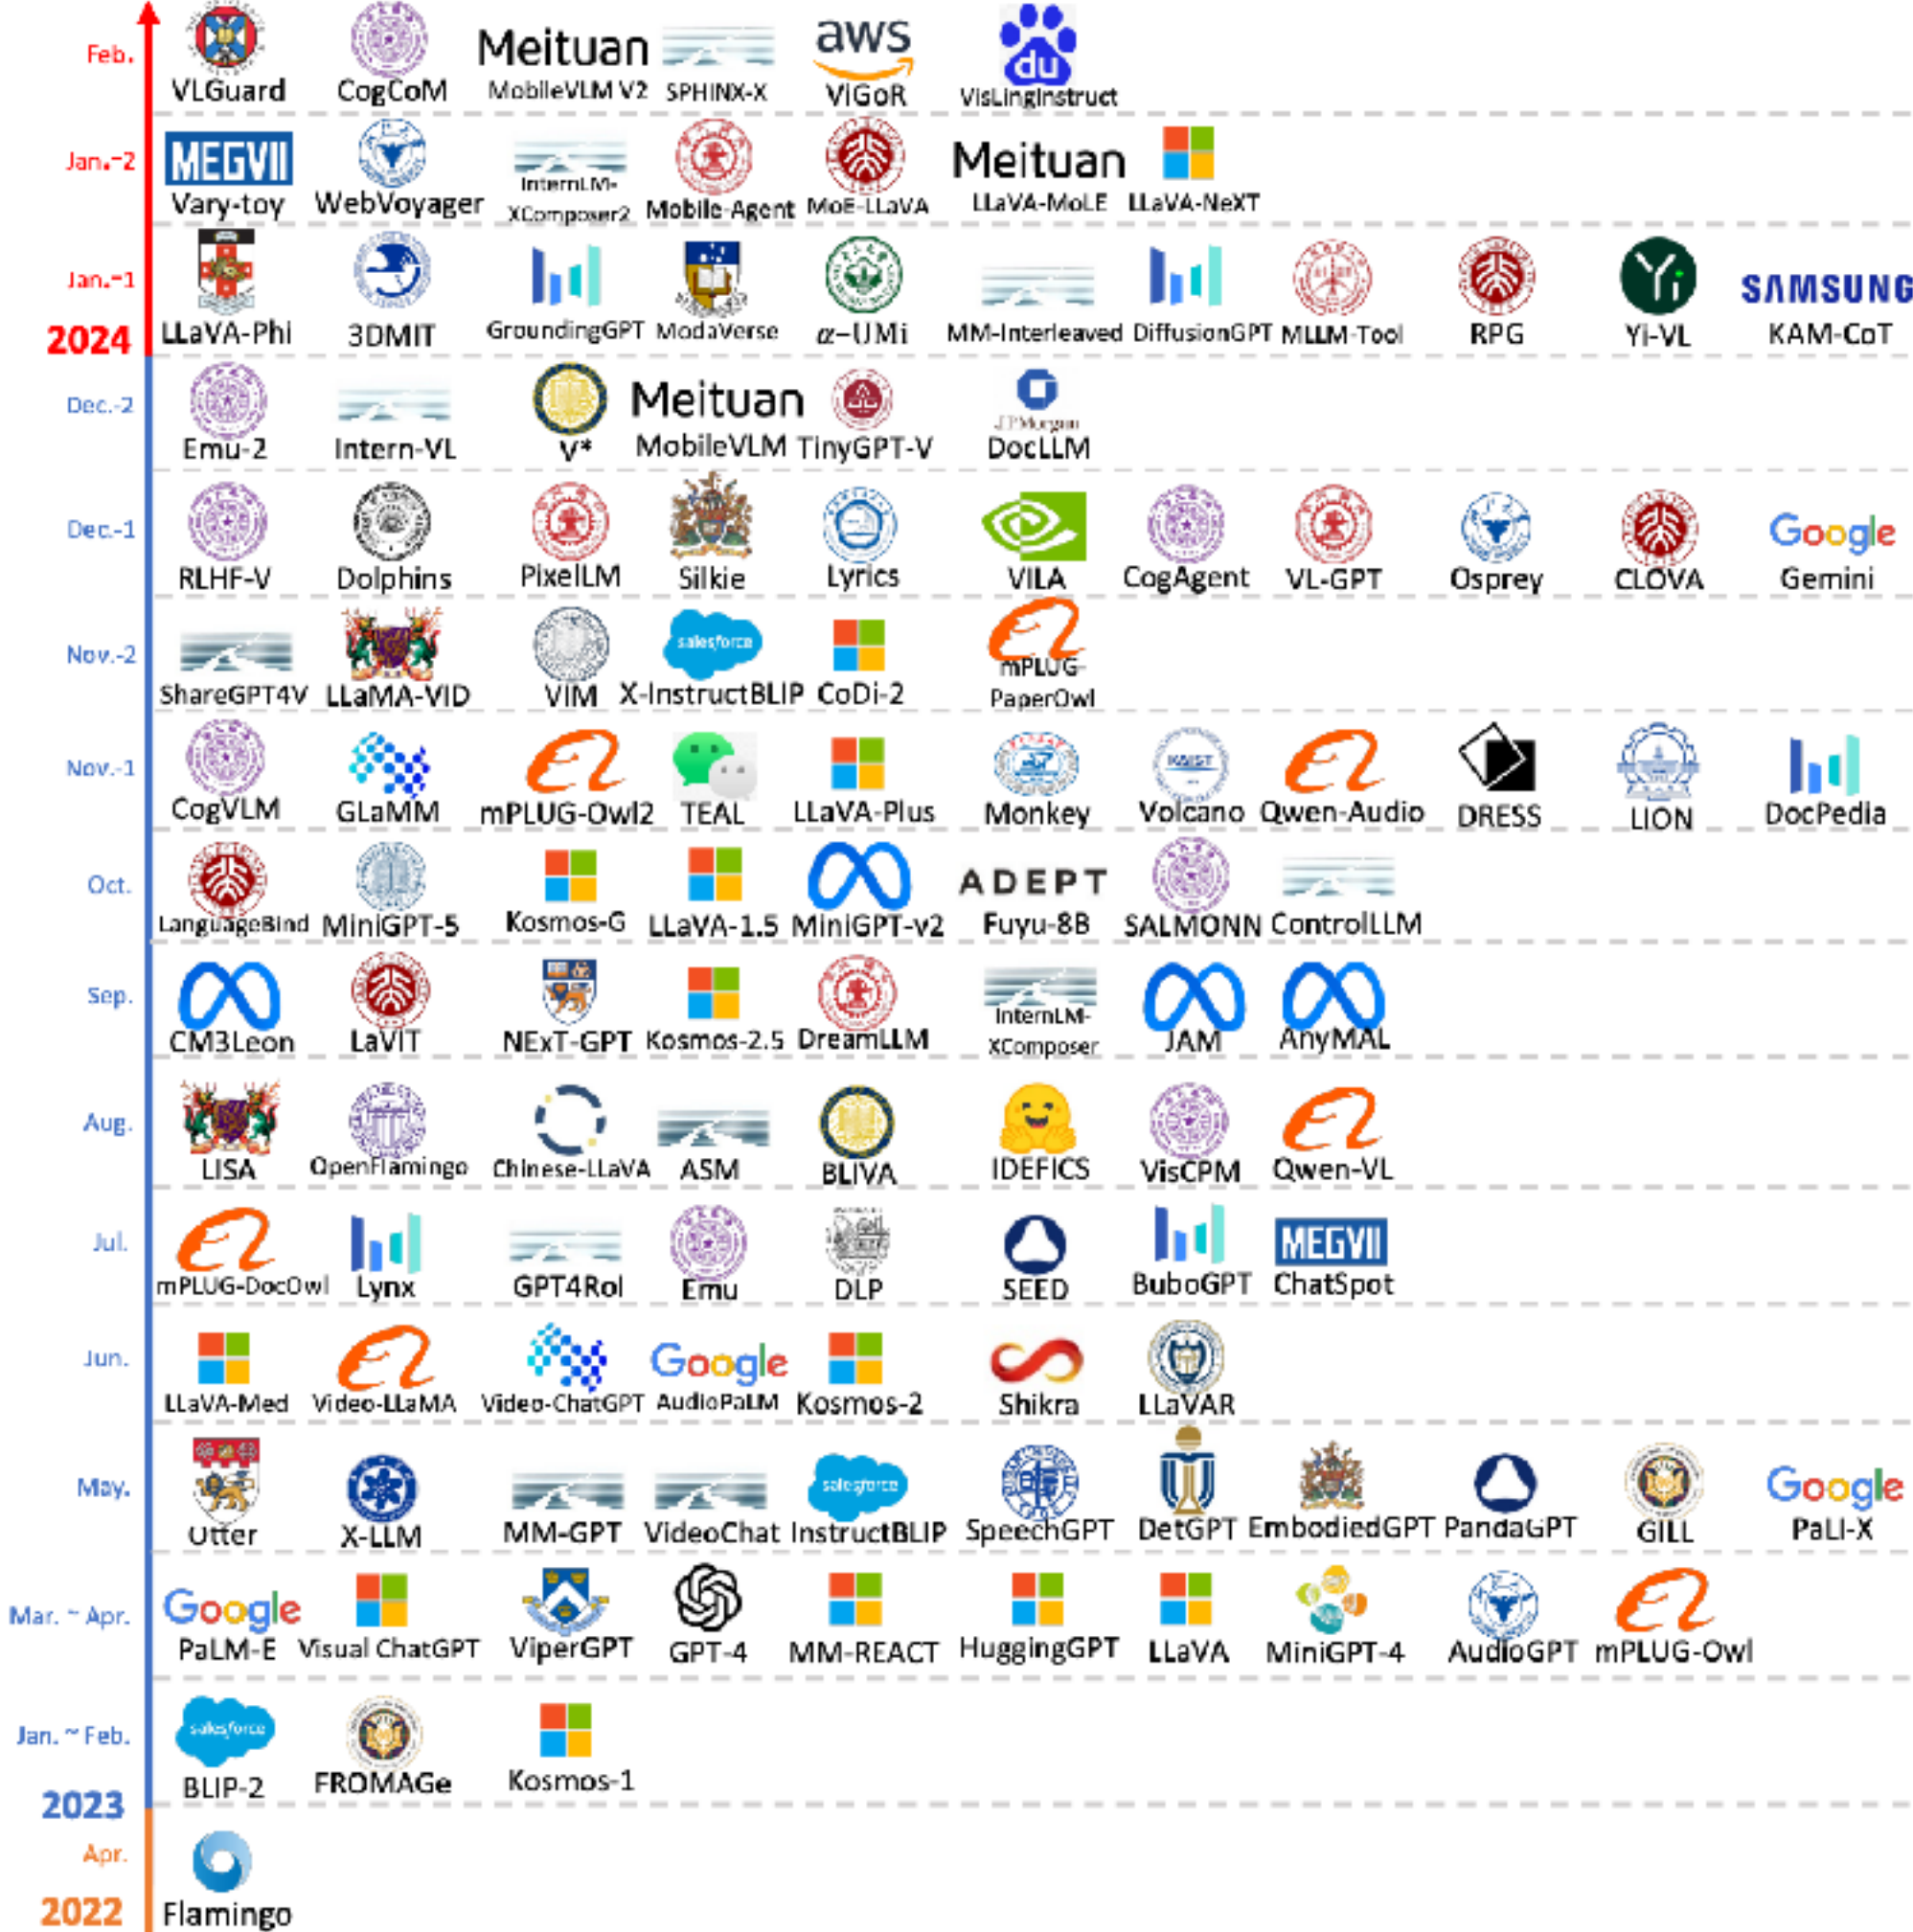 Feb.
VLGuard CogCoM Meituan MobileVLM V2 SPHINX-X aws ViGoR du VisLingInstruct
Jan.-2
MEGVII Vary-toy WebVoyager InternLM-XComposer2 Mobile-Agent MoE-LLaVA Meituan LLaVA-MoLE LLaVA-NeXT
Jan.-1
2024
LLaVA-Phi 3DMIT GroundingGPT ModaVerse α-UMi MM-Interleaved DiffusionGPT MLLM-Tool RPG Yi Yi-VL SAMSUNG KAM-CoT
Dec.-2
Emu-2 Intern-VL V* Meituan MobileVLM TinyGPT-V J.P.Morgan DocLLM
Dec.-1
RLHF-V Dolphins PixelLM Silkie Lyrics VILA CogAgent VL-GPT Osprey CLOVA Google Gemini
Nov.-2
ShareGPT4V LLaMA-VID VIM salesforce X-InstructBLIP CoDi-2 mPLUG-PaperOwl
Nov.-1
CogVLM GLaMM mPLUG-Owl2 TEAL LLaVA-Plus Monkey KAIST Volcano Qwen-Audio DRESS LION DocPedia
Oct.
LanguageBind MiniGPT-5 Kosmos-G LLaVA-1.5 MiniGPT-v2 ADEPT Fuyu-8B SALMONN ControlLLM
Sep.
CM3Leon LaVIT NExT-GPT Kosmos-2.5 DreamLLM InternLM-XComposer JAM AnyMAL
Aug.
LISA OpenFlamingo Chinese-LLaVA ASM BLIVA IDEFICS VisCPM Qwen-VL
Jul.
mPLUG-DocOwl Lynx GPT4RoI Emu DLP SEED BuboGPT MEGVII ChatSpot
Jun.
LLaVA-Med Video-LLaMA Video-ChatGPT Google AudioPaLM Kosmos-2 Shikra LLaVAR
May.
Otter X-LLM MM-GPT VideoChat salesforce InstructBLIP SpeechGPT DetGPT EmbodiedGPT PandaGPT GILL Google PaLI-X
Mar. ~ Apr.
Google PaLM-E Visual ChatGPT ViperGPT GPT-4 MM-REACT HuggingGPT LLaVA MiniGPT-4 AudioGPT mPLUG-Owl
Jan. ~ Feb.
salesforce BLIP-2 FROMAGe Kosmos-1
2023
Apr.
2022
Flamingo